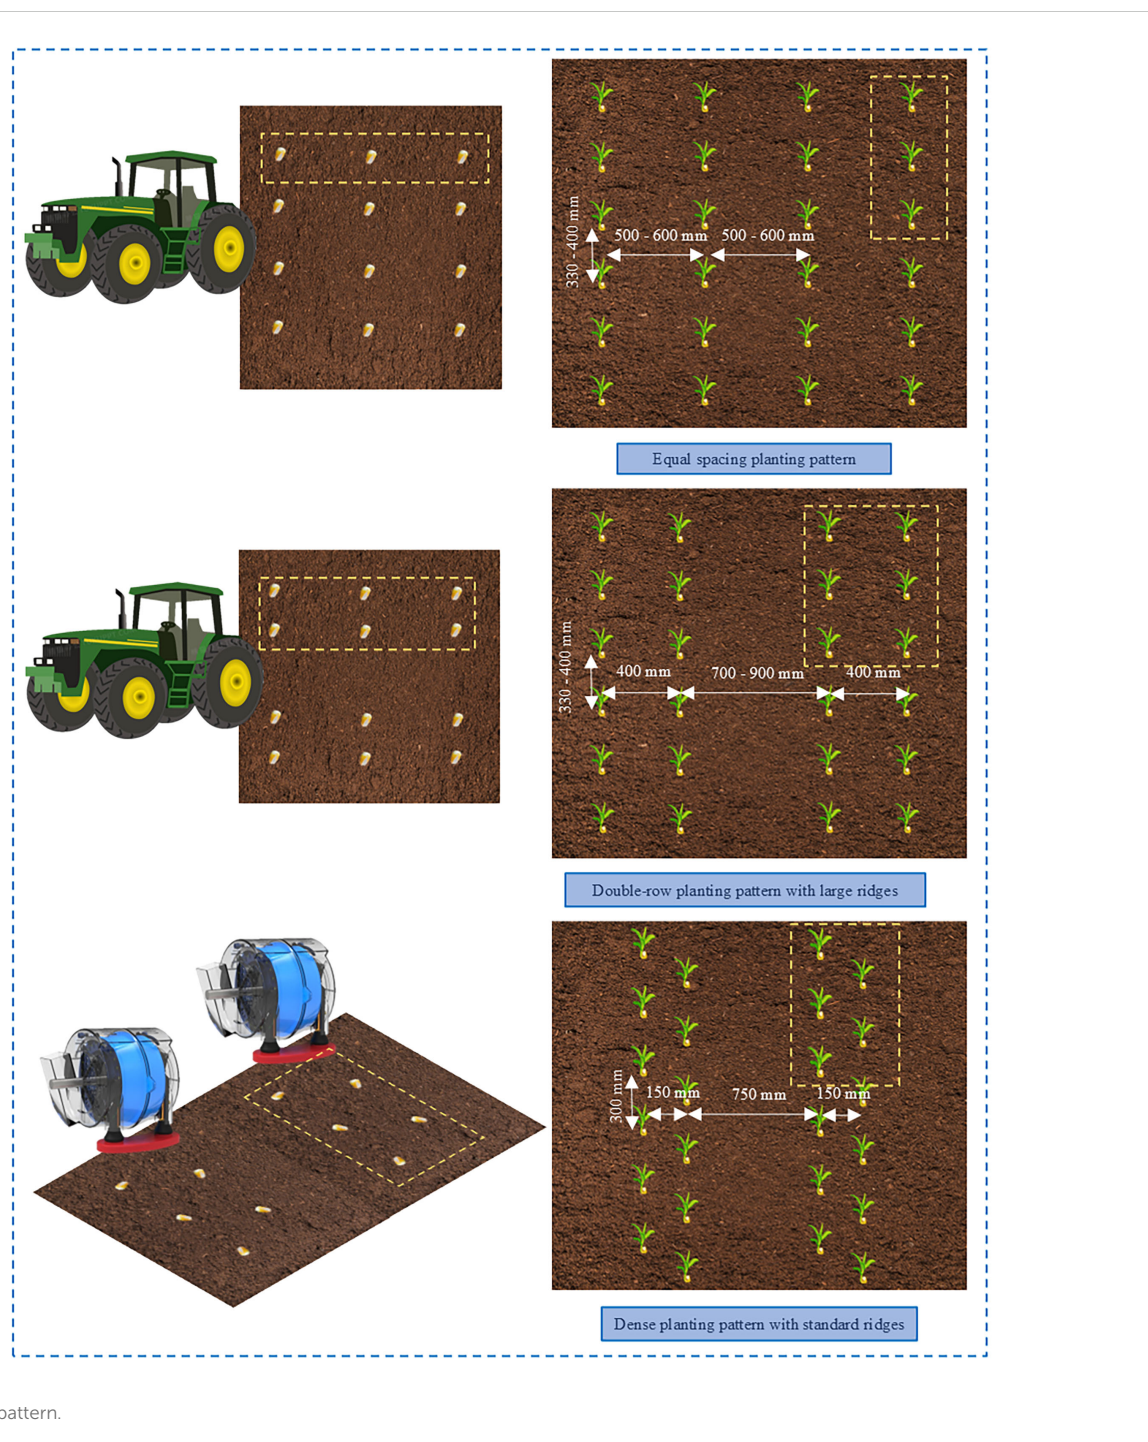 330 - 400 mm
500 - 600 mm
500 - 600 mm
Equal spacing planting pattern
330 - 400 mm
400 mm
700 - 900 mm
400 mm
Double-row planting pattern with large ridges
300 mm
150 mm
750 mm
150 mm
Dense planting pattern with standard ridges
pattern.